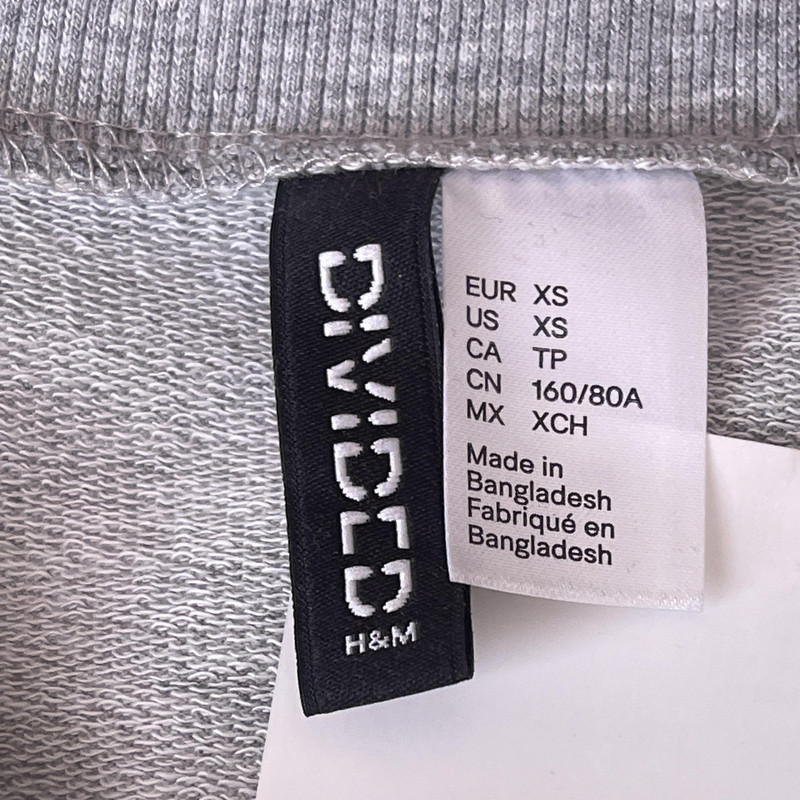 DIVIDED
H&M
EUR XS
US XS
CA TP
CN 160/80A
MX XCH
Made in
Bangladesh
Fabriqué en
Bangladesh